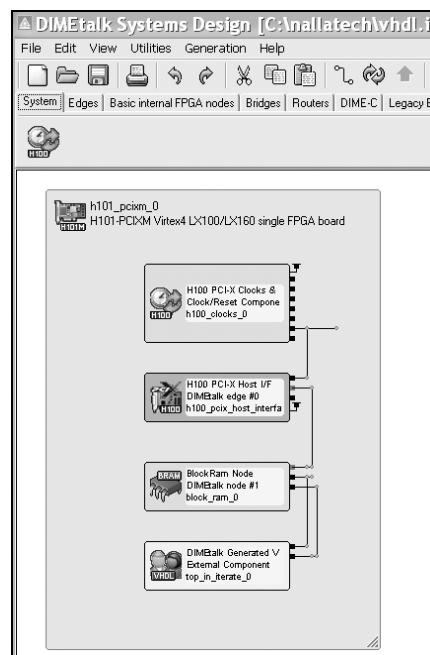 DIMEtalk Systems Design [C:\nallatech\vhdl.i
File Edit View Utilities Generation Help
System Edges Basic internal FPGA nodes Bridges Routers DIME-C Legacy E
H100
h101_pcixm_0
H101-PCIXM Virtex4 LX100/LX160 single FPGA board
H101M
H100 PCI-X Clocks &
Clock/Reset Compone
h100_clocks_0
H100
H100 PCI-X Host I/F
DIMEtalk edge #0
h100_pcix_host_interfa
H100
BRAM
BlockRam Node
DIMEtalk node #1
block_ram_0
DIMEtalk Generated V
External Component
top_in_iterate_0
VHDL